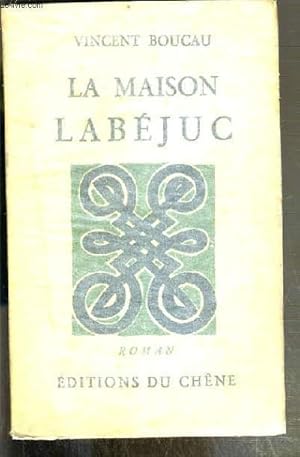 VINCENT BOUCAU
LA MAISON
LABÉJUC
ROMAN
ÉDITIONS DU CHÊNE